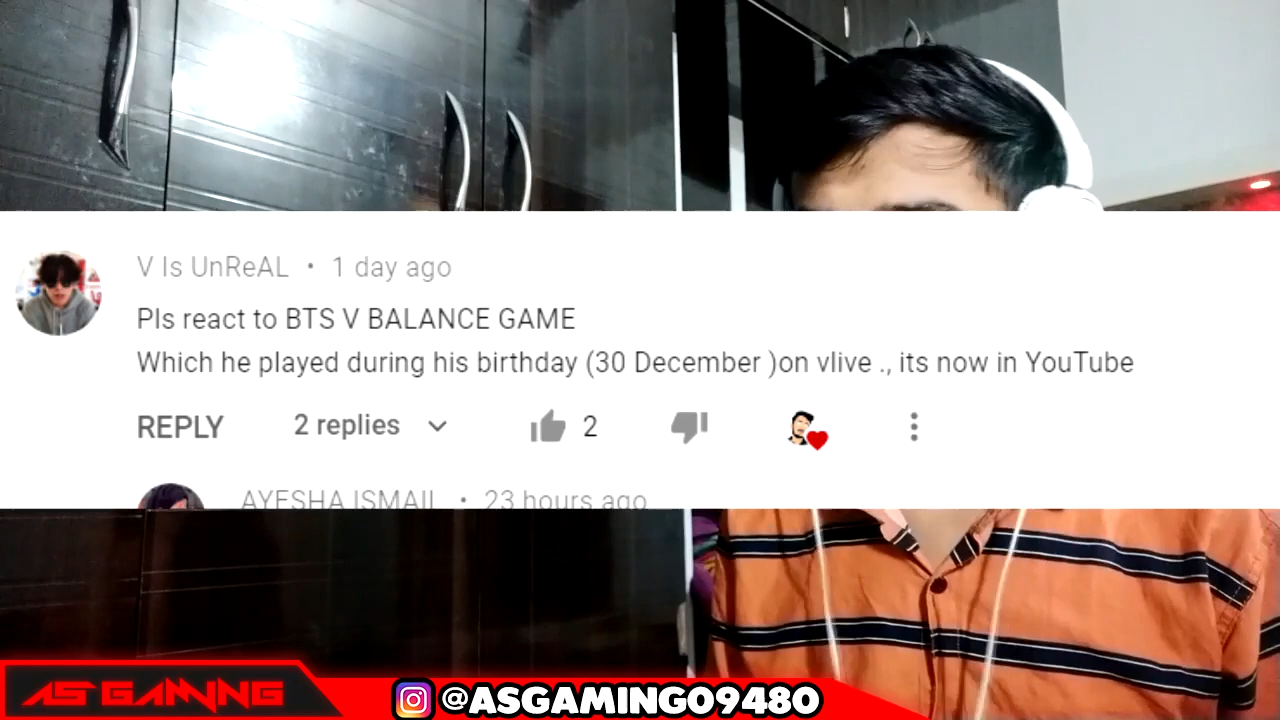 V Is UnReAL • 1 day ago
Pls react to BTS V BALANCE GAME
Which he played during his birthday (30 December )on vlive ., its now in YouTube
REPLY 2 replies 2
AYESHA ISMAIL • 23 hours ago
AS GAMING @ASGAMING09480